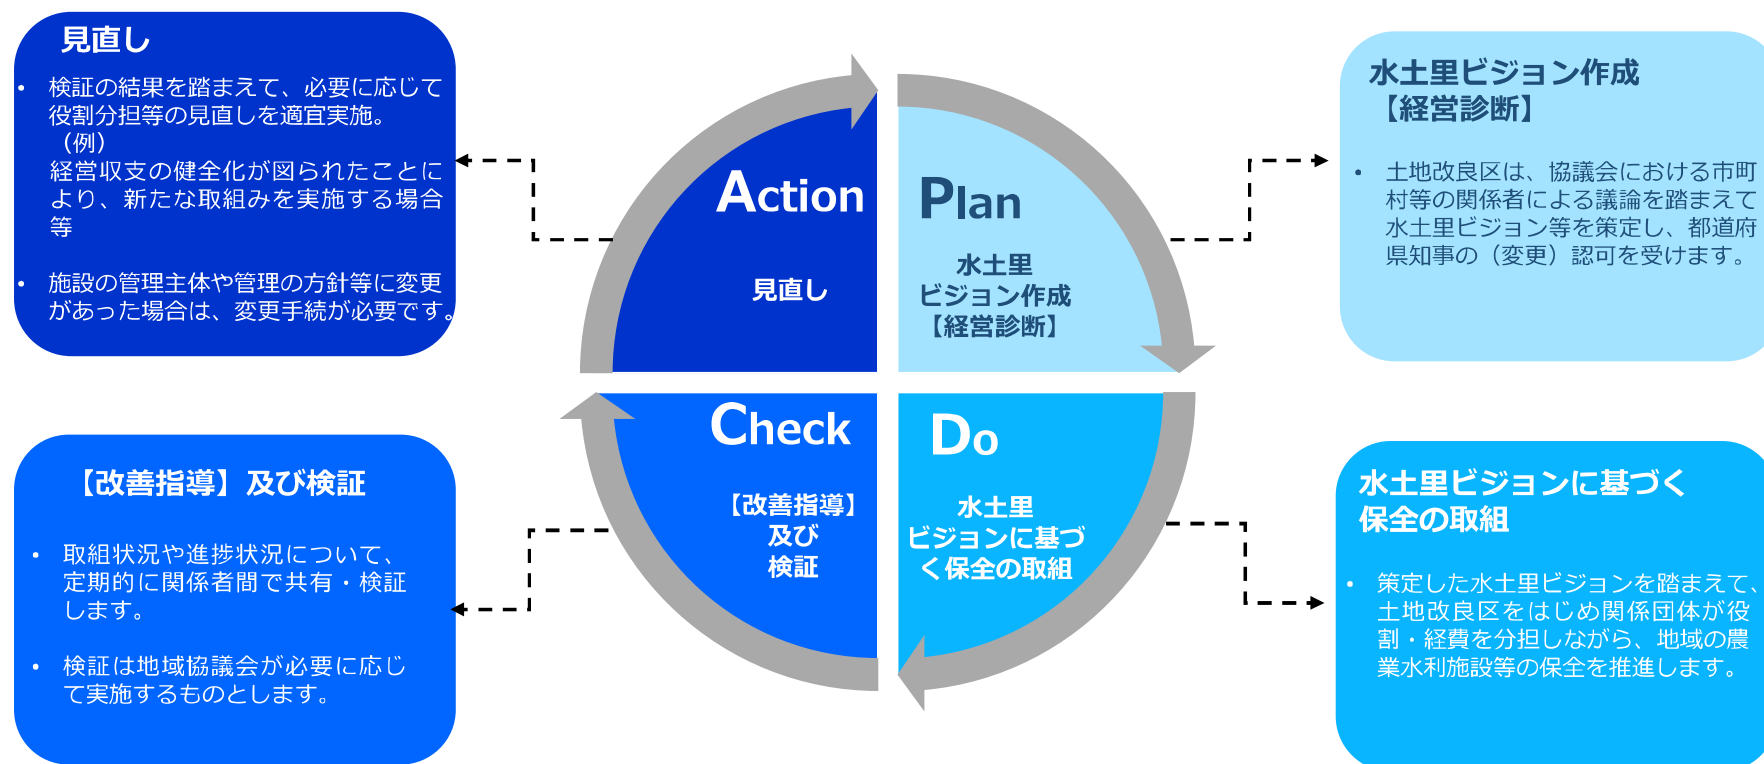 見直し
• 検証の結果を踏まえて、必要に応じて
役割分担等の見直しを適宜実施。
（例）
経営収支の健全化が図られたことに
より、新たな取組みを実施する場合
等
• 施設の管理主体や管理の方針等に変更
があった場合は、変更手続が必要です。
Action
見直し
Plan
水土里
ビジョン作成
【経営診断】
水土里ビジョン作成
【経営診断】
• 土地改良区は、協議会における市町
村等の関係者による議論を踏まえて
水土里ビジョン等を策定し、都道府
県知事の（変更）認可を受けます。
【改善指導】及び検証
• 取組状況や進捗状況について、
定期的に関係者間で共有・検証
します。
• 検証は地域協議会が必要に応じ
て実施するものとします。
Check
【改善指導】
及び
検証
Do
水土里
ビジョンに基づ
く保全の取組
水土里ビジョンに基づく
保全の取組
• 策定した水土里ビジョンを踏まえて、
土地改良区をはじめ関係団体が役
割・経費を分担しながら、地域の農
業水利施設等の保全を推進します。